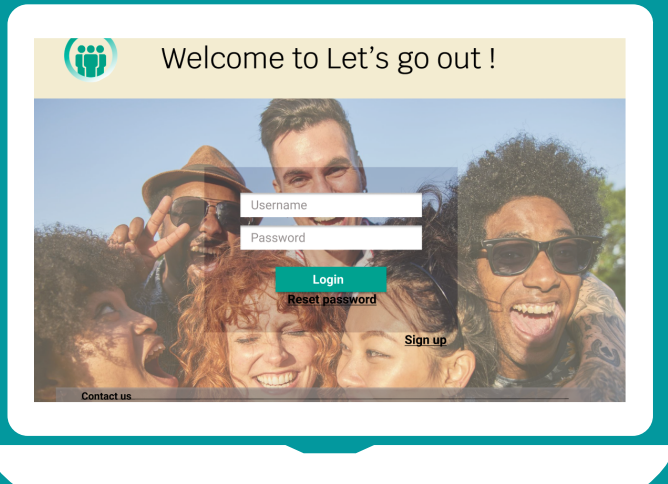 Welcome to Let's go out !
Username
Password
Login
Reset password
Sign up
Contact us